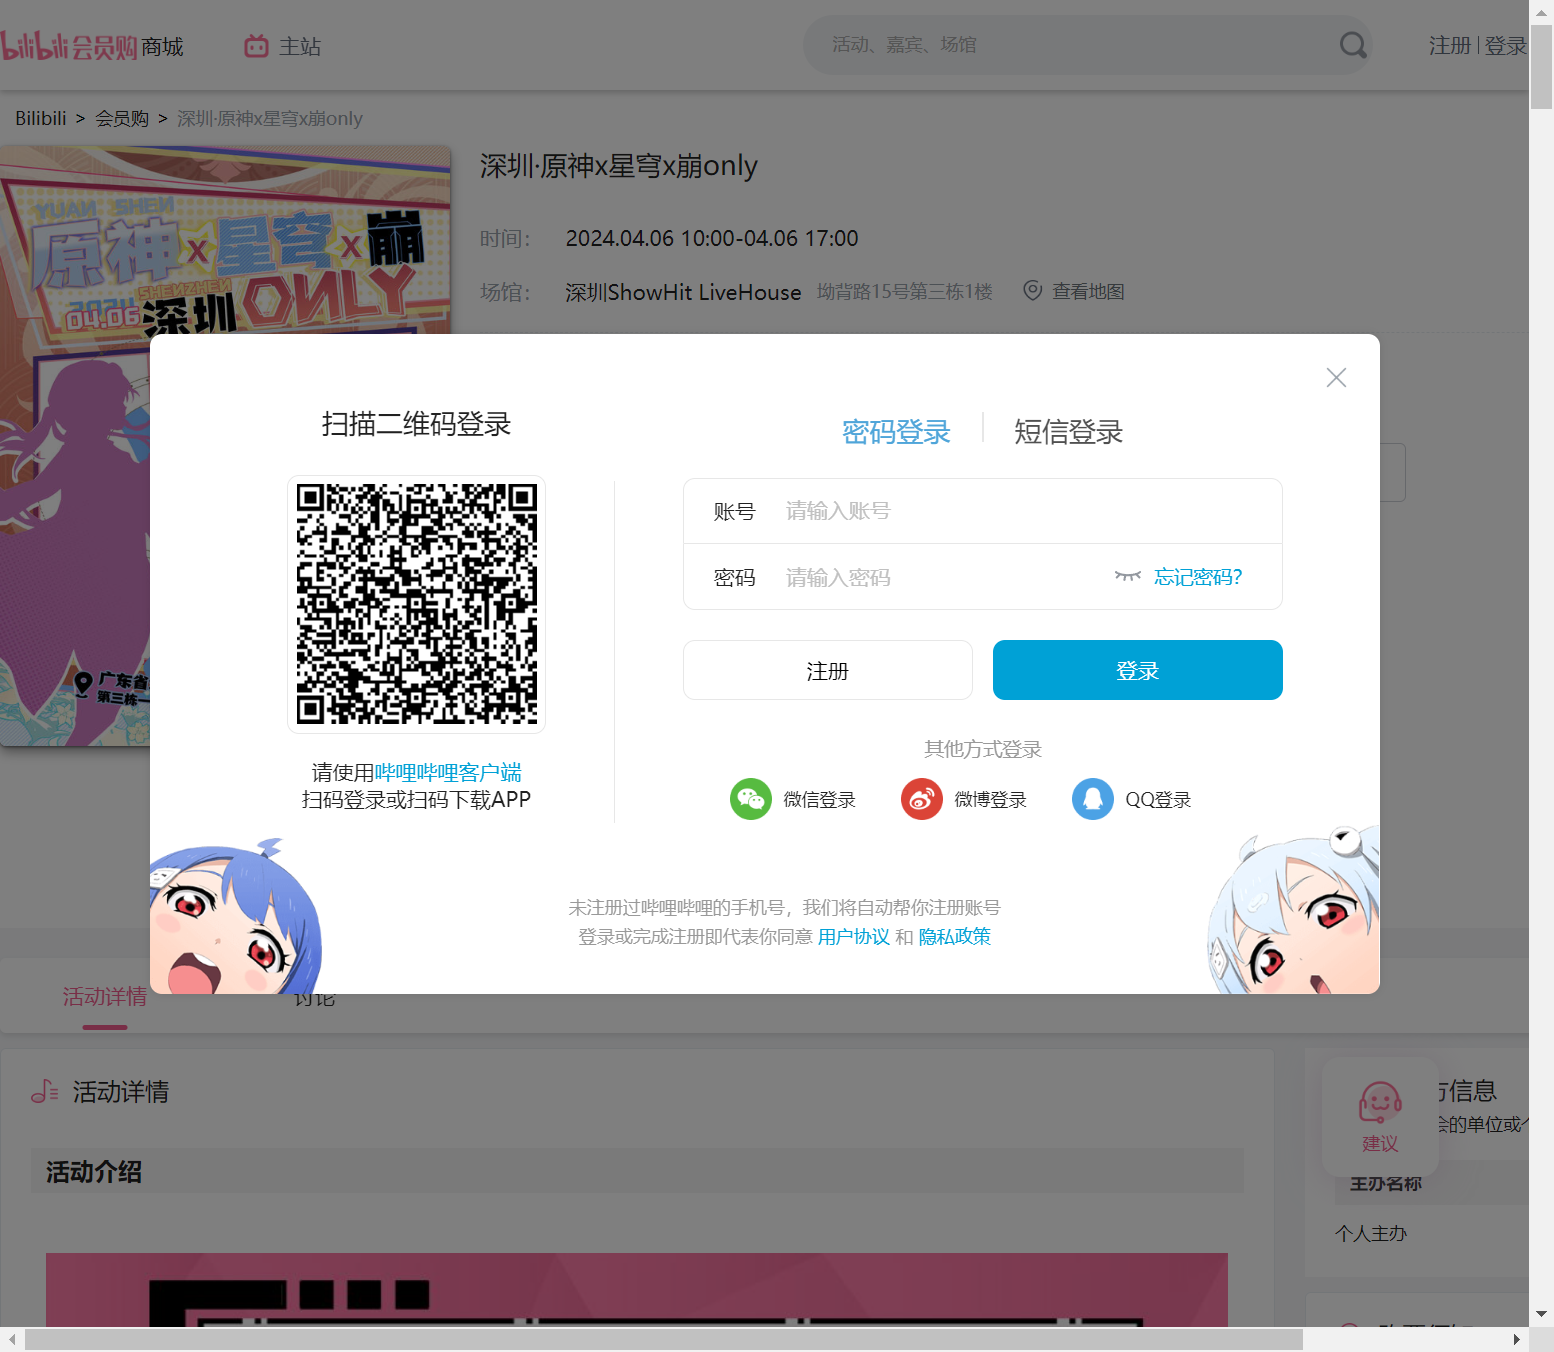 bilibili会员购商城
主站
活动、嘉宾、场馆
注册 | 登录
Bilibili > 会员购 > 深圳·原神x星穹x崩only
深圳·原神x星穹x崩only
时间： 2024.04.06 10:00-04.06 17:00
场馆： 深圳ShowHit LiveHouse 坳背路15号第三栋1楼 查看地图
YUAN SHEN
原神x星穹x崩
SHENZHEN
2024
04.06 深圳 ONLY
广东省
第三栋一
扫描二维码登录
请使用哔哩哔哩客户端
扫码登录或扫码下载APP
密码登录 短信登录
账号 请输入账号
密码 请输入密码 忘记密码?
注册 登录
其他方式登录
微信登录 微博登录 QQ登录
未注册过哔哩哔哩的手机号，我们将自动帮你注册账号
登录或完成注册即代表你同意 用户协议 和 隐私政策
活动详情 讨论
活动详情
活动介绍
方信息
会的单位或个
建议
主办名称
个人主办